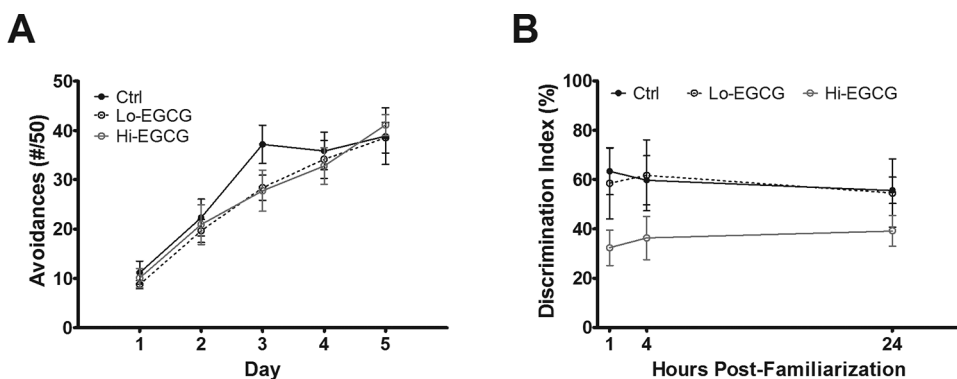 A
Avoidances (#/50)
50
40
30
20
10
0
Ctrl
Lo-EGCG
Hi-EGCG
1 2 3 4 5
Day
B
Discrimination Index (%)
100
80
60
40
20
0
Ctrl Lo-EGCG Hi-EGCG
1 4 24
Hours Post-Familiarization